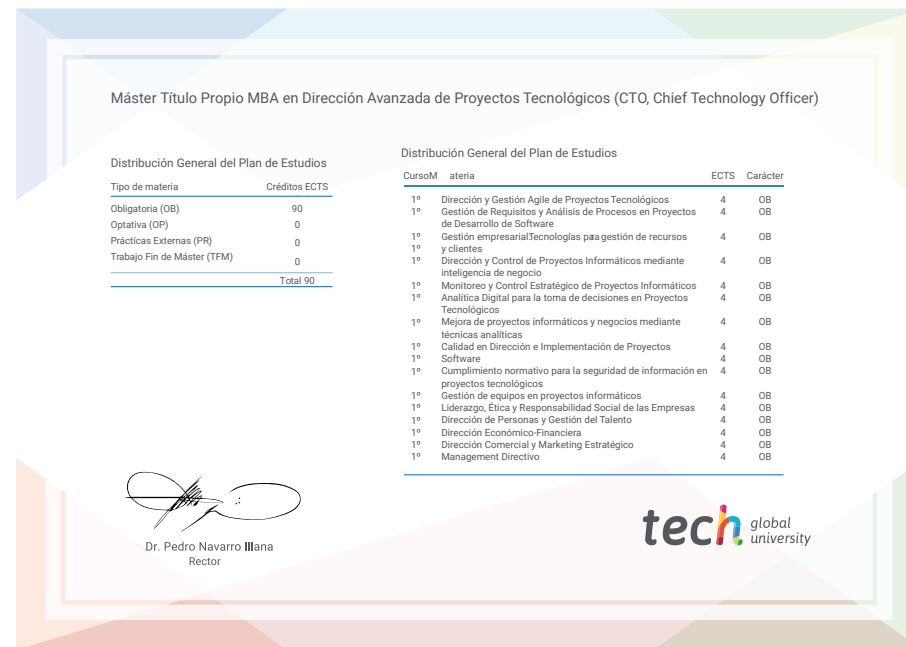 Máster Título Propio MBA en Dirección Avanzada de Proyectos Tecnológicos (CTO, Chief Technology Officer)
Distribución General del Plan de Estudios
Tipo de materia Créditos ECTS
Obligatoria (OB) 90
Optativa (OP) 0
Prácticas Externas (PR) 0
Trabajo Fin de Máster (TFM) 0
Total 90
Distribución General del Plan de Estudios
CursoM ateria ECTS Carácter
1º Dirección y Gestión Agile de Proyectos Tecnológicos 4 OB
1º Gestión de Requisitos y Análisis de Procesos en Proyectos 4 OB
de Desarrollo de Software
1º Gestión empresarialTecnologías para gestión de recursos 4 OB
1º y clientes
1º Dirección y Control de Proyectos Informáticos mediante 4 OB
inteligencia de negocio
1º Monitoreo y Control Estratégico de Proyectos Informáticos 4 OB
1º Analítica Digital para la toma de decisiones en Proyectos 4 OB
Tecnológicos
1º Mejora de proyectos informáticos y negocios mediante 4 OB
técnicas analíticas
1º Calidad en Dirección e Implementación de Proyectos 4 OB
1º Software 4 OB
1º Cumplimiento normativo para la seguridad de información en 4 OB
proyectos tecnológicos
1º Gestión de equipos en proyectos informáticos 4 OB
1º Liderazgo, Ética y Responsabilidad Social de las Empresas 4 OB
1º Dirección de Personas y Gestión del Talento 4 OB
1º Dirección Económico-Financiera 4 OB
1º Dirección Comercial y Marketing Estratégico 4 OB
1º Management Directivo 4 OB
Dr. Pedro Navarro Illana
Rector
tech global
university